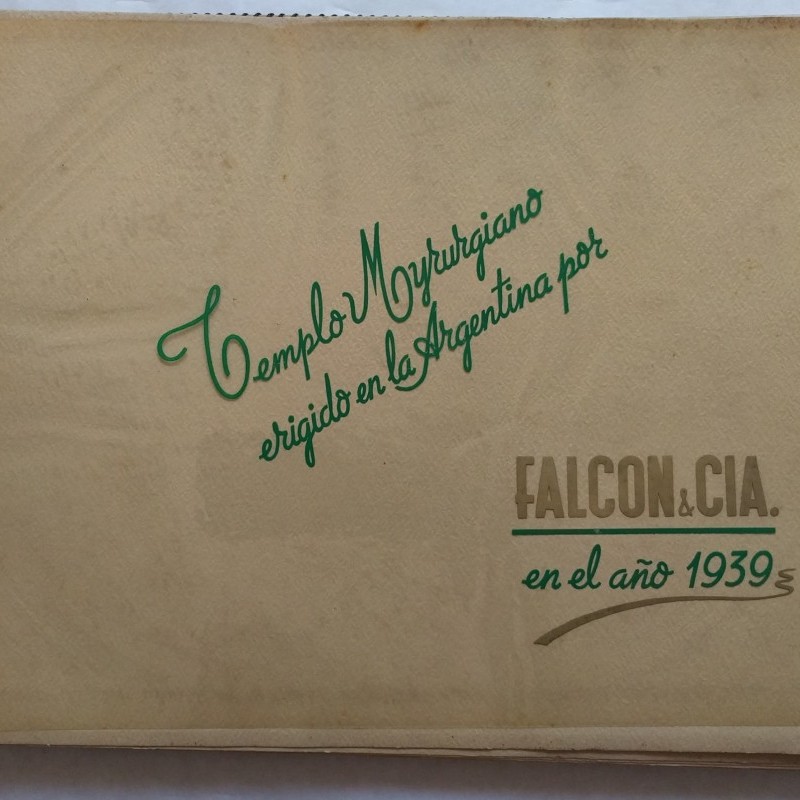 Templo Myrurgiano
erigido en la Argentina por
FALCON & CIA.
en el año 1939